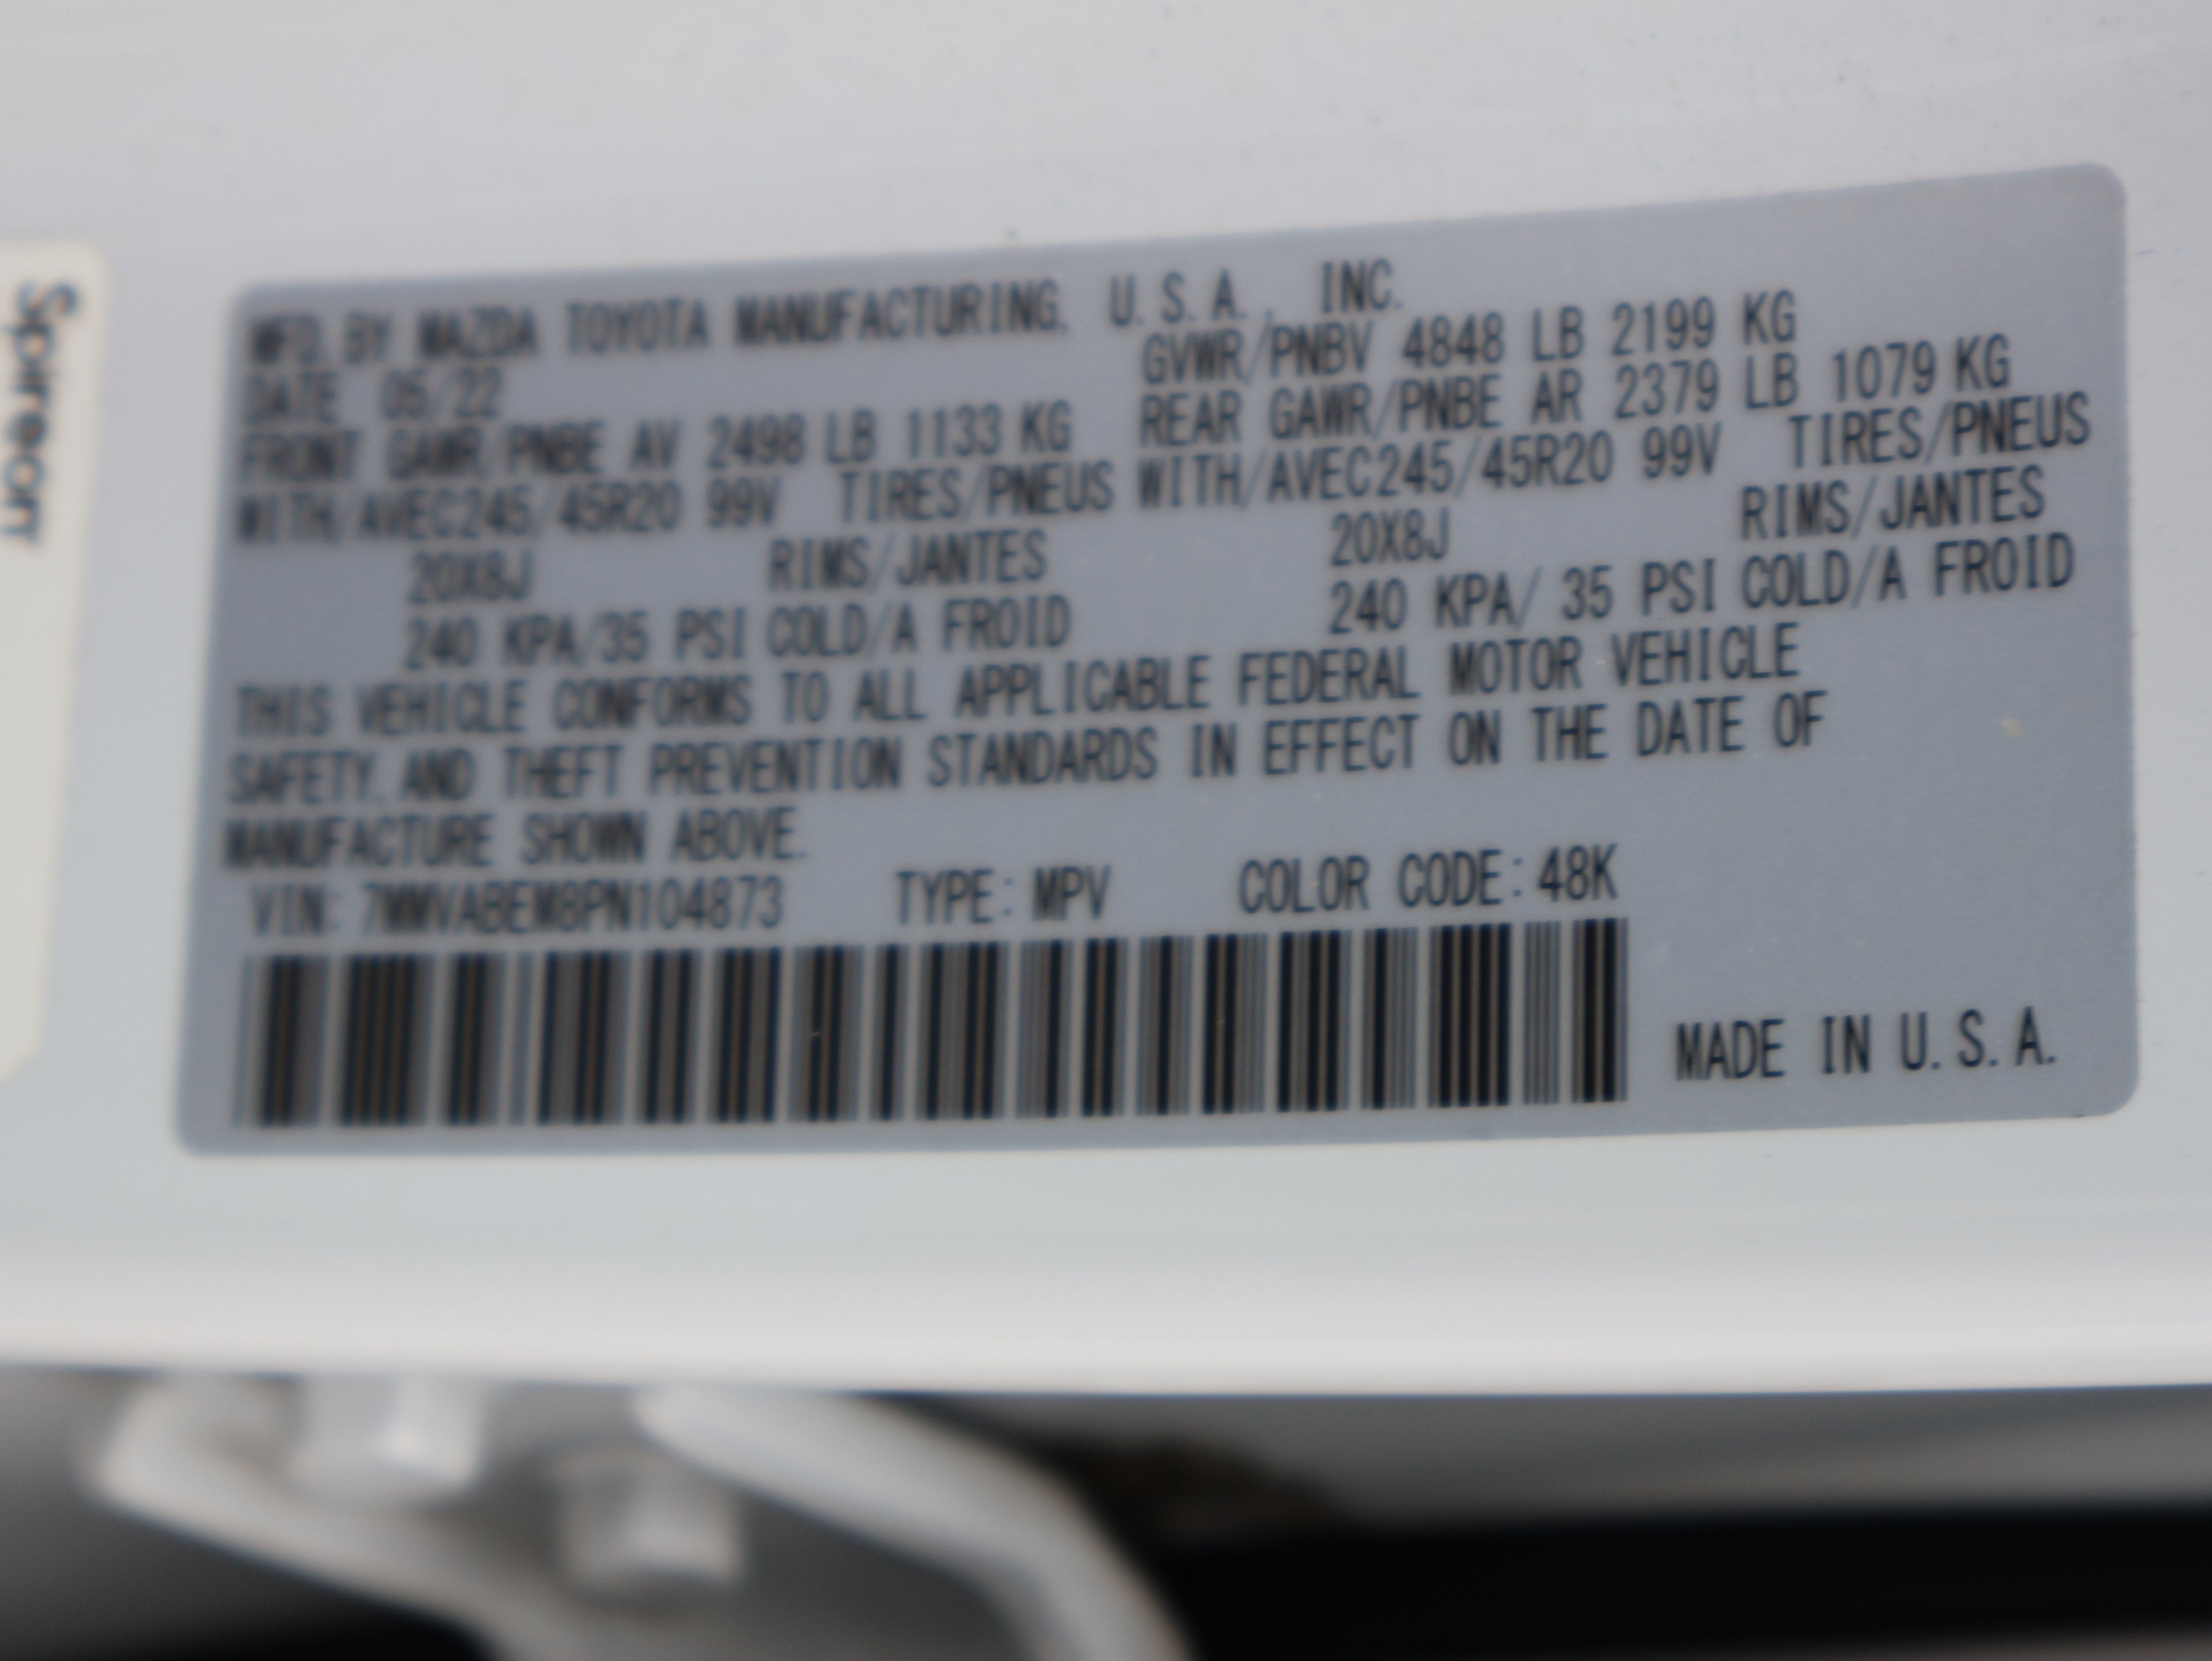 Spireon
MFD. BY MAZDA TOYOTA MANUFACTURING, U.S.A., INC.
DATE 05/22 GVWR/PNBV 4848 LB 2199 KG
FRONT GAWR/PNBE AV 2498 LB 1133 KG REAR GAWR/PNBE AR 2379 LB 1079 KG
WITH/AVEC245/45R20 99V TIRES/PNEUS WITH/AVEC245/45R20 99V TIRES/PNEUS
20X8J RIMS/JANTES 20X8J RIMS/JANTES
240 KPA/35 PSI COLD/A FROID 240 KPA/ 35 PSI COLD/A FROID
THIS VEHICLE CONFORMS TO ALL APPLICABLE FEDERAL MOTOR VEHICLE
SAFETY, AND THEFT PREVENTION STANDARDS IN EFFECT ON THE DATE OF
MANUFACTURE SHOWN ABOVE.
VIN: 7MMVABEM8PN104873 TYPE: MPV COLOR CODE: 48K
MADE IN U.S.A.